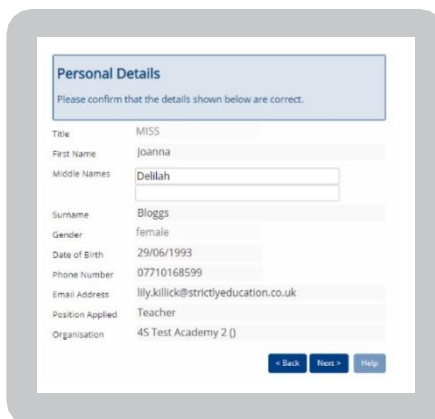 Personal Details
Please confirm that the details shown below are correct.
Title MISS
First Name Joanna
Middle Names Delilah
Surname Bloggs
Gender female
Date of Birth 29/06/1993
Phone Number 07710168599
Email Address lily.killick@strictlyeducation.co.uk
Position Applied Teacher
Organisation 4S Test Academy 2 ()
< Back Next > Help